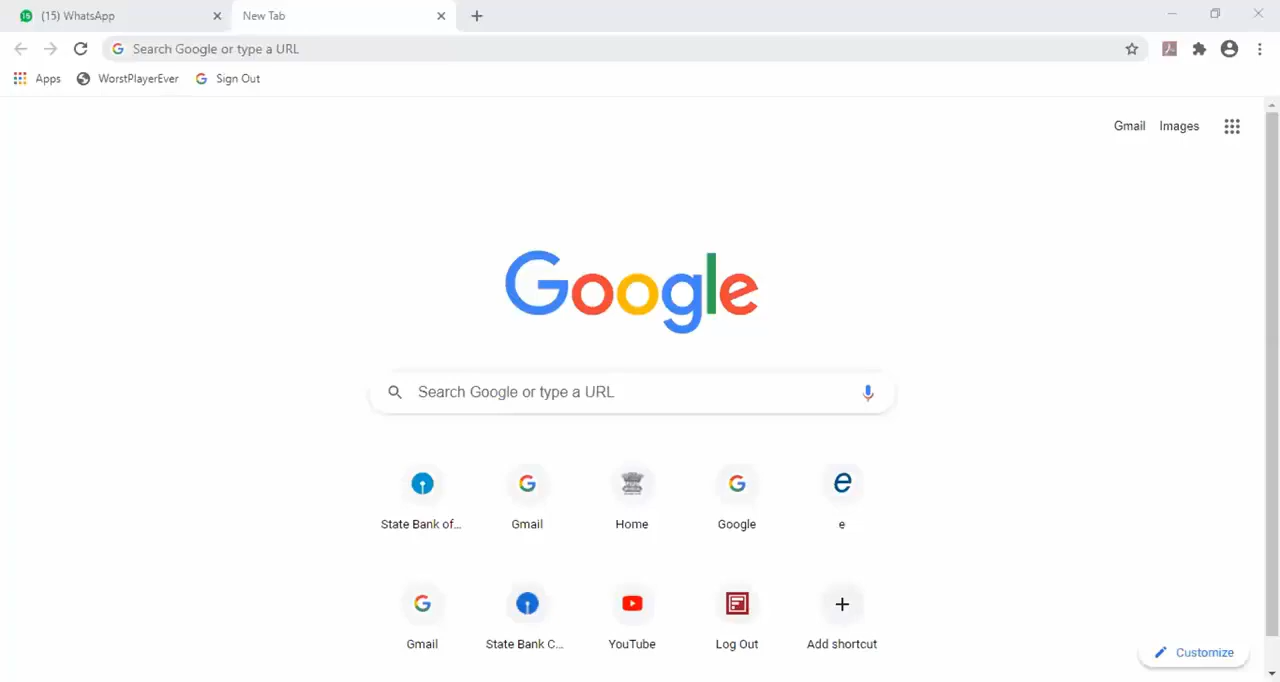 (15) WhatsApp
New Tab
Search Google or type a URL
Apps WorstPlayerEver Sign Out
Gmail Images
Google
Search Google or type a URL
State Bank of... Gmail Home Google e
Gmail State Bank C... YouTube Log Out Add shortcut
Customize